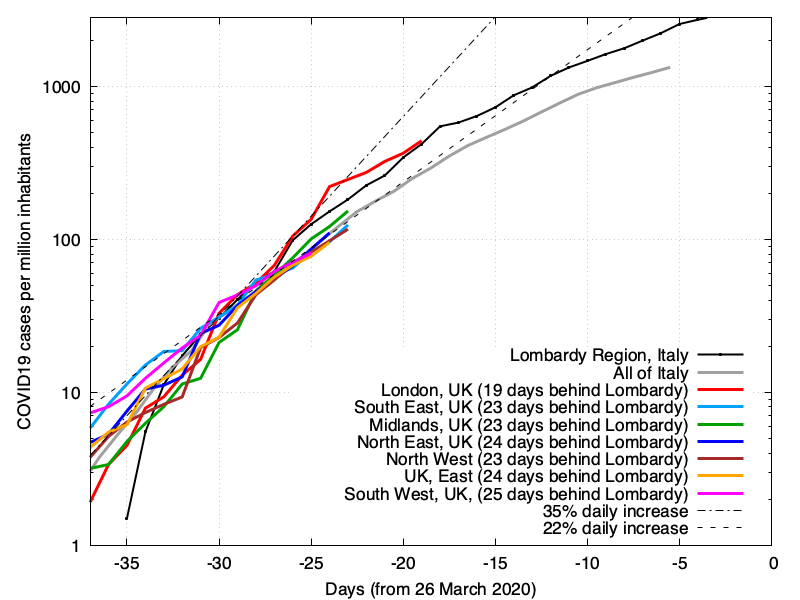 1000
100
10
1
COVID19 cases per million inhabitants
Lombardy Region, Italy
All of Italy
London, UK (19 days behind Lombardy)
South East, UK (23 days behind Lombardy)
Midlands, UK (23 days behind Lombardy)
North East, UK (24 days behind Lombardy)
North West (23 days behind Lombardy)
UK, East (24 days behind Lombardy)
South West, UK, (25 days behind Lombardy)
35% daily increase
22% daily increase
-35 -30 -25 -20 -15 -10 -5 0
Days (from 26 March 2020)